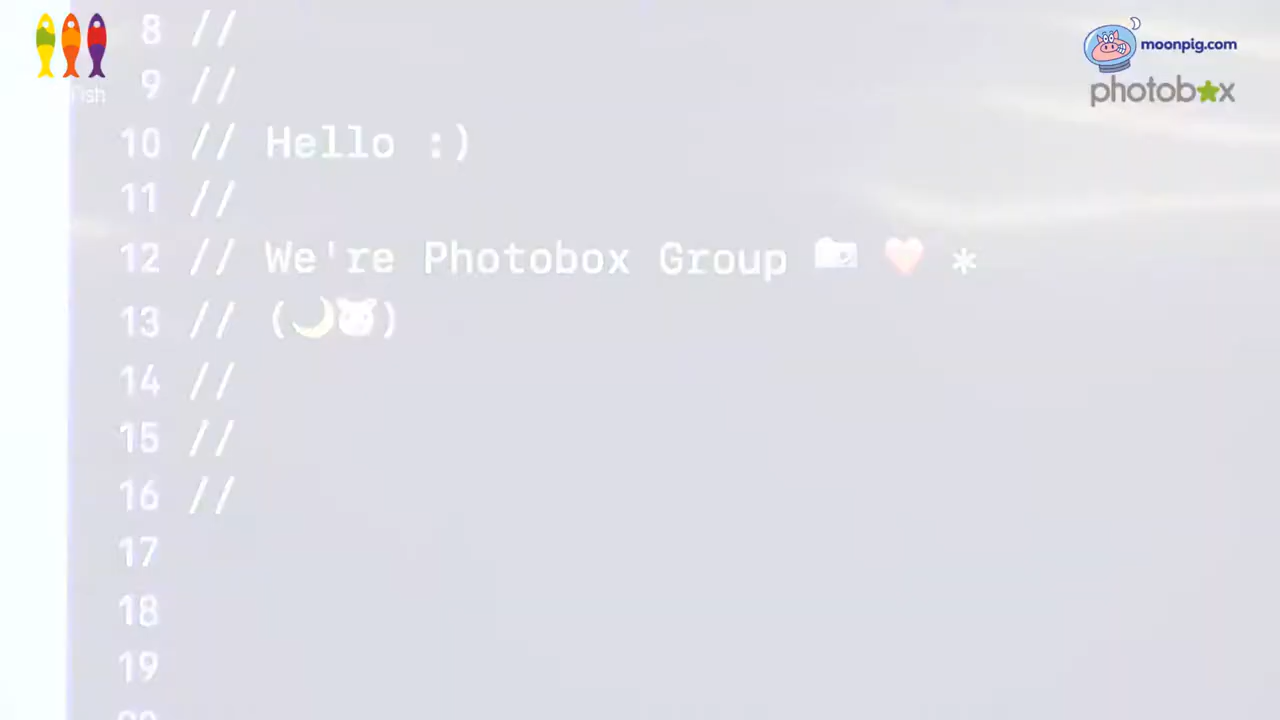 8 //
9 //
10 // Hello :)
11 //
12 // We're Photobox Group 📷 ❤️ *
13 // (🌙🐷)
14 //
15 //
16 //
17
18
19
moonpig.com
photobox